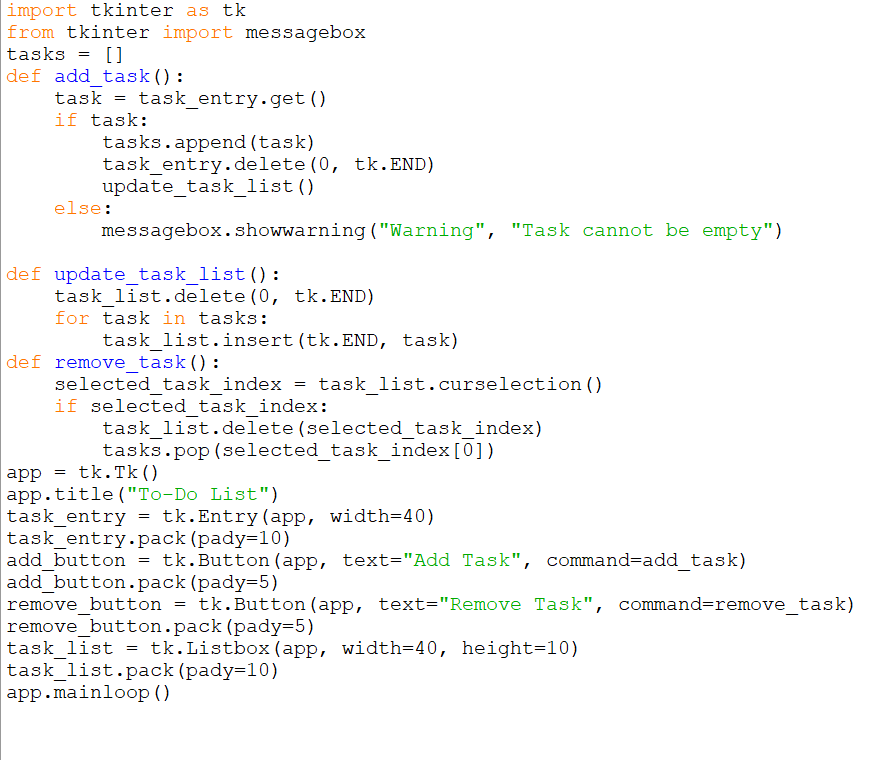 import tkinter as tk
from tkinter import messagebox
tasks = []
def add_task():
    task = task_entry.get()
    if task:
        tasks.append(task)
        task_entry.delete(0, tk.END)
        update_task_list()
    else:
        messagebox.showwarning("Warning", "Task cannot be empty")

def update_task_list():
    task_list.delete(0, tk.END)
    for task in tasks:
        task_list.insert(tk.END, task)
def remove_task():
    selected_task_index = task_list.curselection()
    if selected_task_index:
        task_list.delete(selected_task_index)
        tasks.pop(selected_task_index[0])
app = tk.Tk()
app.title("To-Do List")
task_entry = tk.Entry(app, width=40)
task_entry.pack(pady=10)
add_button = tk.Button(app, text="Add Task", command=add_task)
add_button.pack(pady=5)
remove_button = tk.Button(app, text="Remove Task", command=remove_task)
remove_button.pack(pady=5)
task_list = tk.Listbox(app, width=40, height=10)
task_list.pack(pady=10)
app.mainloop()